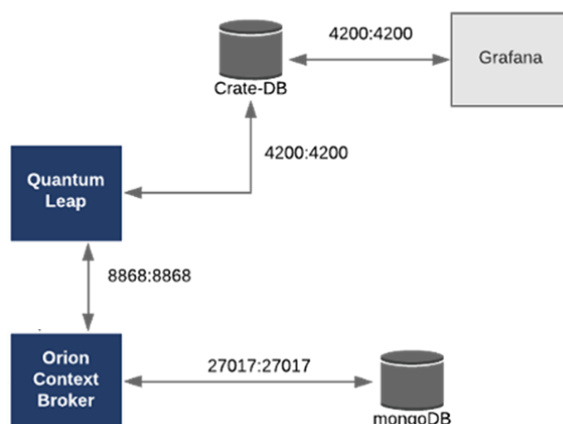 4200:4200
Grafana
Crate-DB
4200:4200
Quantum
Leap
8868:8868
Orion
Context
Broker
27017:27017
mongoDB